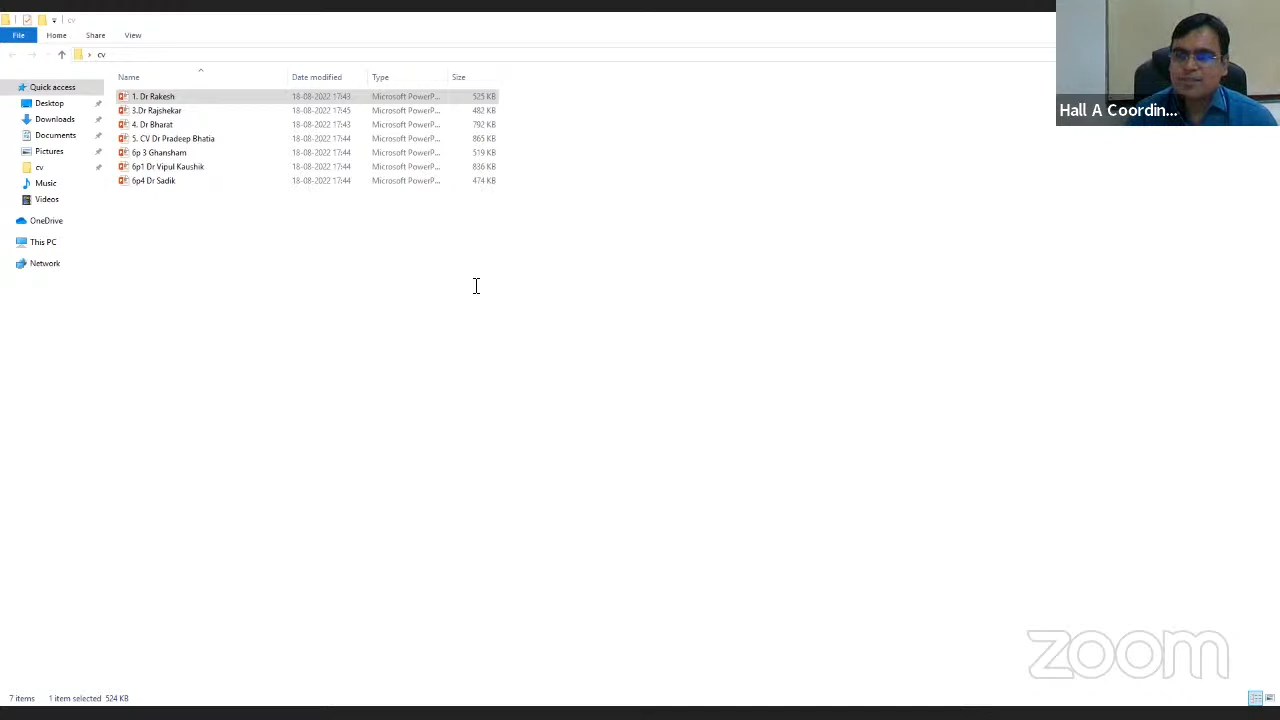 cv
File Home Share View
cv
Name Date modified Type Size
Quick access
Desktop
Downloads
Documents
Pictures
cv
Music
Videos
OneDrive
This PC
Network
1. Dr Rakesh 18-08-2022 17:43 Microsoft PowerP... 525 KB
3.Dr Rajshekar 18-08-2022 17:45 Microsoft PowerP... 482 KB
4. Dr Bharat 18-08-2022 17:43 Microsoft PowerP... 792 KB
5. CV Dr Pradeep Bhatia 18-08-2022 17:44 Microsoft PowerP... 865 KB
6p 3 Ghansham 18-08-2022 17:44 Microsoft PowerP... 519 KB
6p1 Dr Vipul Kaushik 18-08-2022 17:44 Microsoft PowerP... 836 KB
6p4 Dr Sadik 18-08-2022 17:44 Microsoft PowerP... 474 KB
Hall A Coordin...
zoom
7 items 1 item selected 524 KB